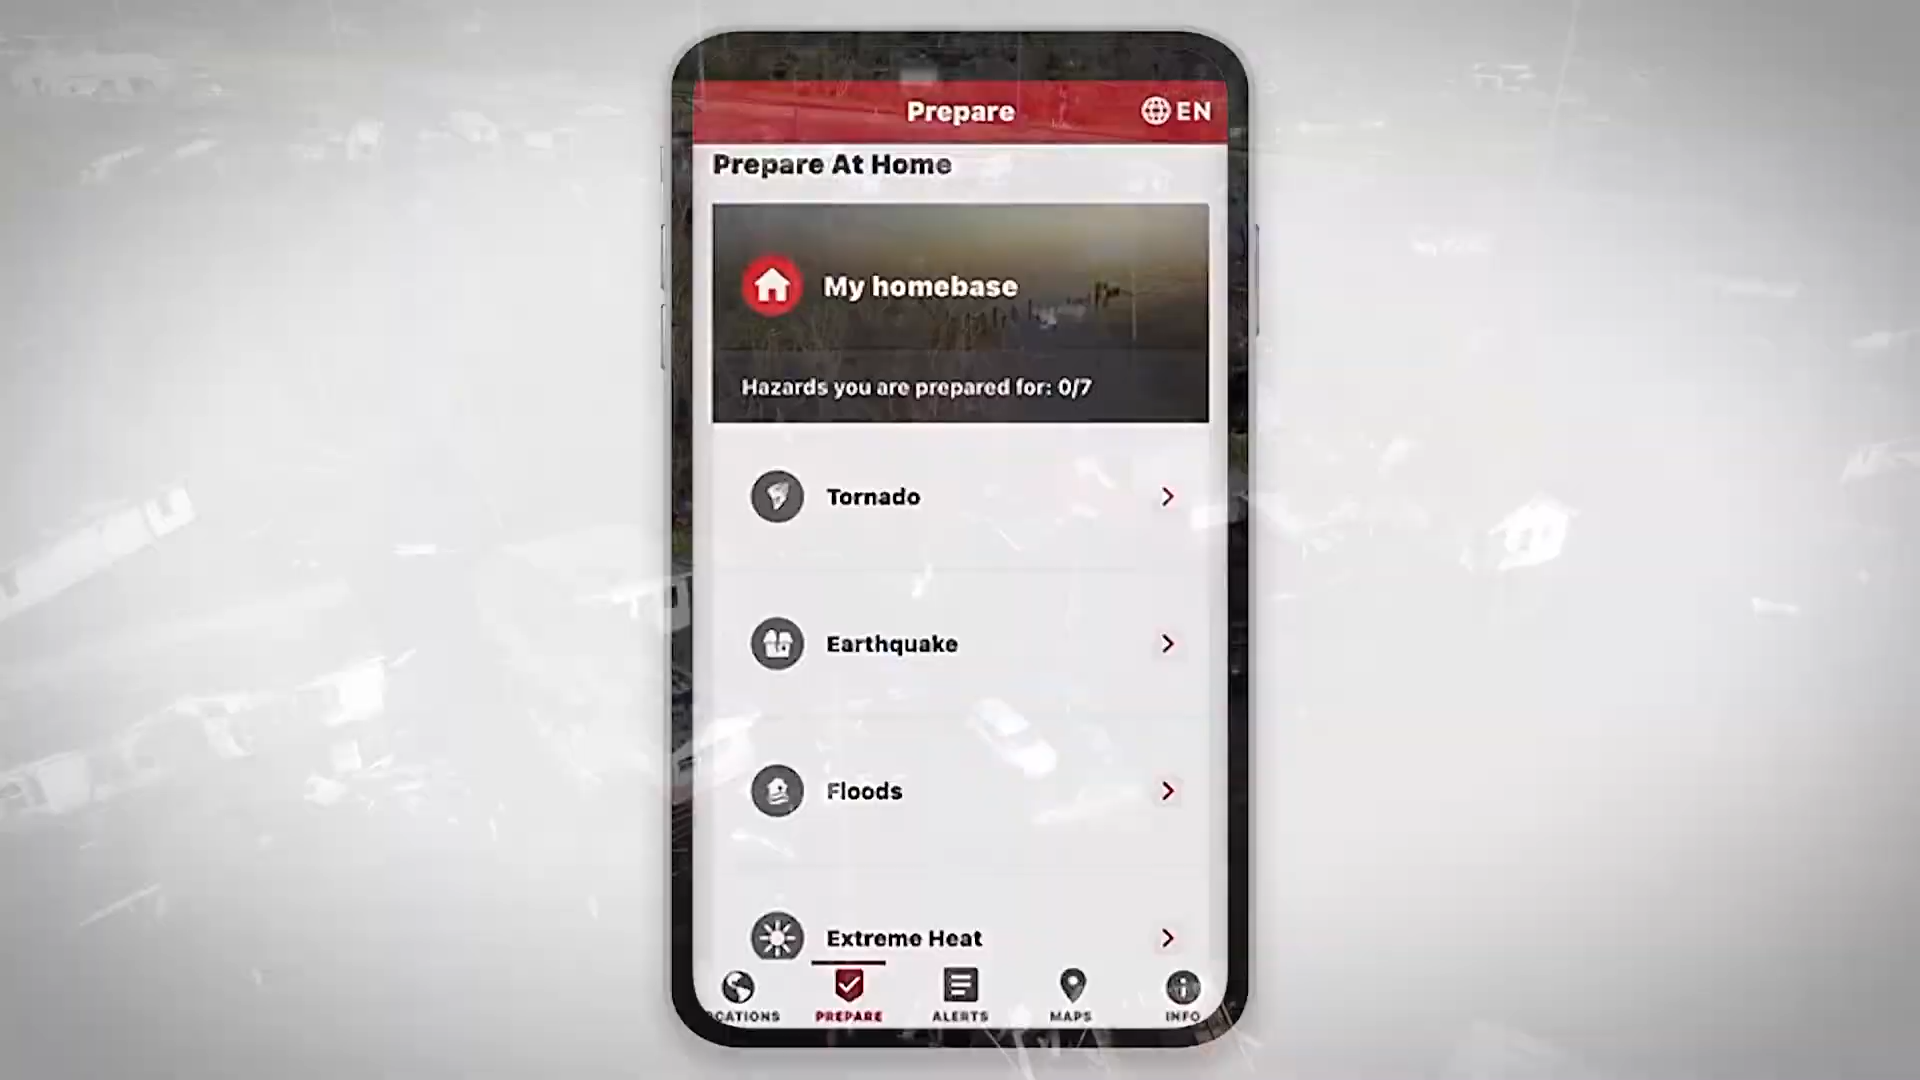 Prepare
EN
Prepare At Home
My homebase
Hazards you are prepared for: 0/7
Tornado
Earthquake
Floods
Extreme Heat
CATIONS
PREPARE
ALERTS
MAPS
INFO